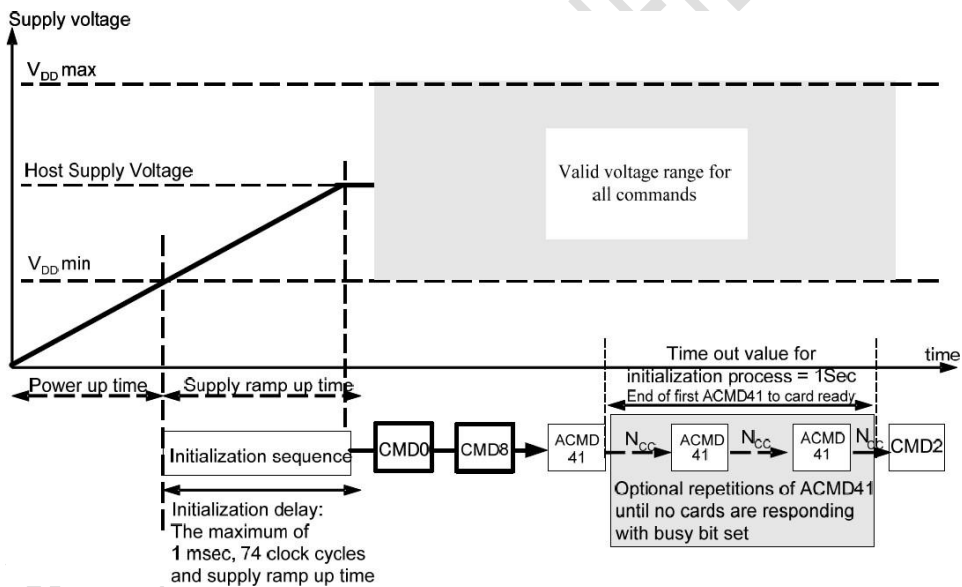 Supply voltage
V_DD max
Host Supply Voltage
Valid voltage range for
all commands
V_DD min
time
Power up time
Supply ramp up time
Time out value for
initialization process = 1Sec
End of first ACMD41 to card ready
Initialization sequence
CMD0
CMD8
ACMD
41
N_CC
ACMD
41
N_CC
ACMD
41
N_CC
CMD2
Optional repetitions of ACMD41
until no cards are responding
with busy bit set
Initialization delay:
The maximum of
1 msec, 74 clock cycles
and supply ramp up time